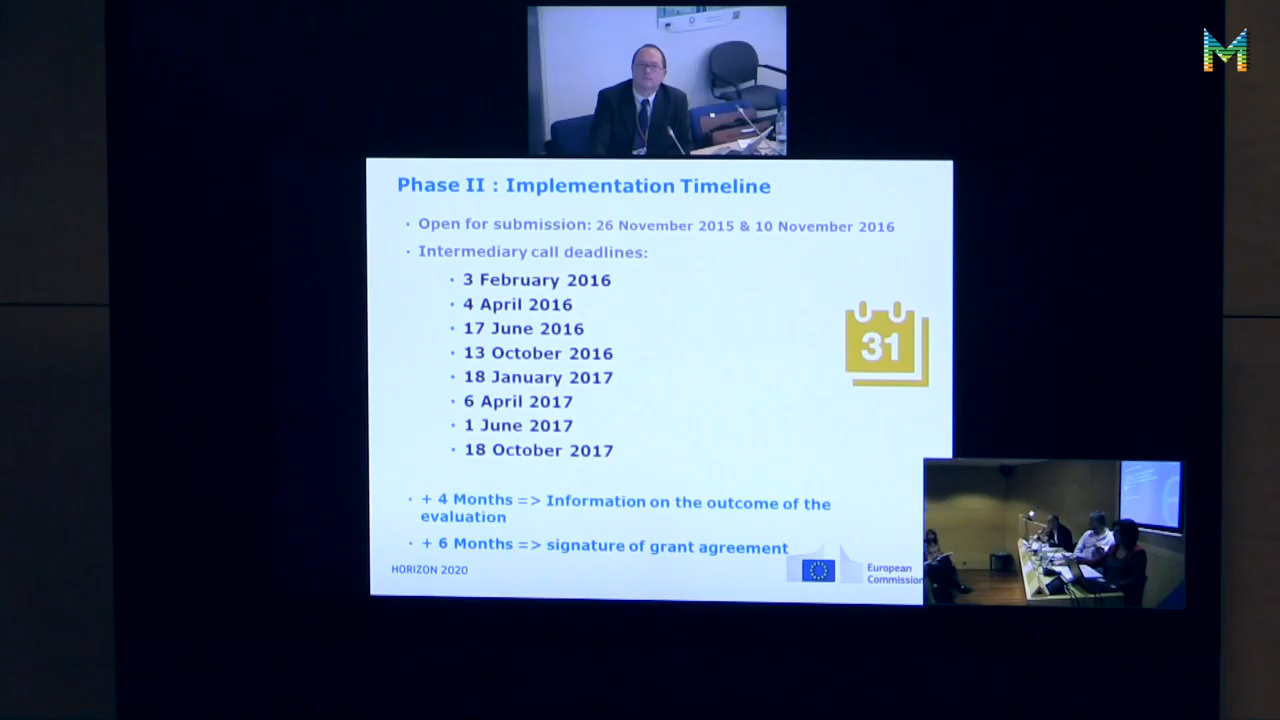 Phase II : Implementation Timeline
· Open for submission: 26 November 2015 & 10 November 2016
· Intermediary call deadlines:
· 3 February 2016
· 4 April 2016
· 17 June 2016
· 13 October 2016
· 18 January 2017
· 6 April 2017
· 1 June 2017
· 18 October 2017
31
· + 4 Months => Information on the outcome of the
evaluation
· + 6 Months => signature of grant agreement
HORIZON 2020
European
Commission
M